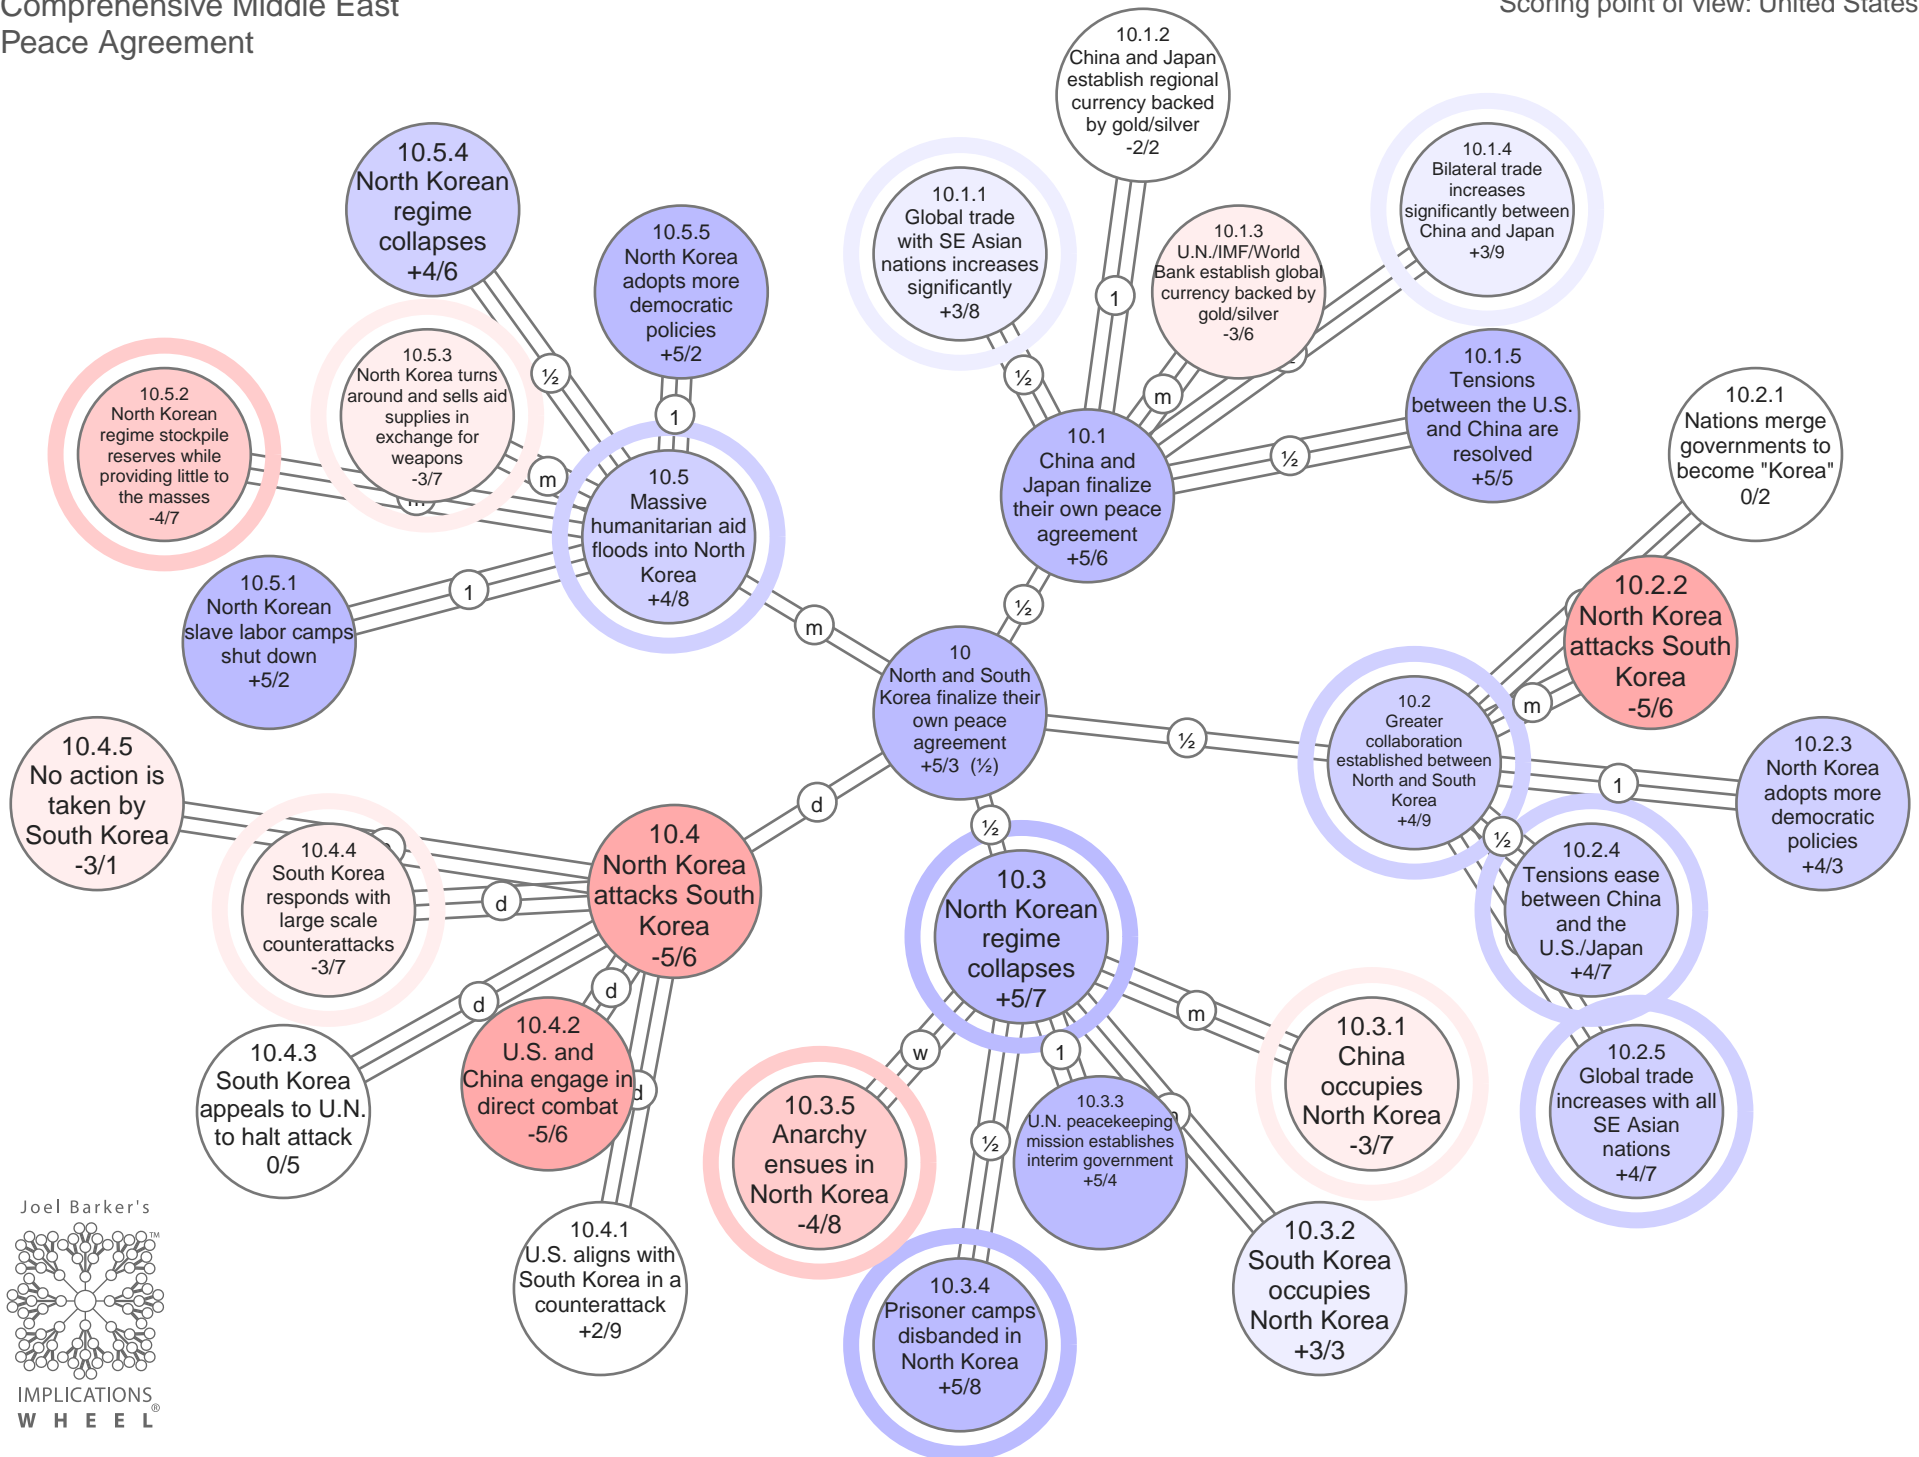 Comprehensive Middle East
Peace Agreement
Scoring point of view: United States
10.1.2
China and Japan
establish regional
currency backed
by gold/silver
-2/2
10.5.4
North Korean
regime
collapses
+4/6
10.1.4
Bilateral trade
increases
significantly between
China and Japan
+3/9
10.1.1
Global trade
with SE Asian
nations increases
significantly
+3/8
10.5.5
North Korea
adopts more
democratic
policies
+5/2
10.1.3
U.N./IMF/World
Bank establish global
currency backed by
gold/silver
-3/6
10.5.3
North Korea turns
around and sells aid
supplies in
exchange for
weapons
-3/7
10.5.2
North Korean
regime stockpile
reserves while
providing little to
the masses
-4/7
10.1.5
Tensions
between the U.S.
and China are
resolved
+5/5
10.2.1
Nations merge
governments to
become "Korea"
0/2
10.1
China and
Japan finalize
their own peace
agreement
+5/6
10.5
Massive
humanitarian aid
floods into North
Korea
+4/8
10.5.1
North Korean
slave labor camps
shut down
+5/2
10.2.2
North Korea
attacks South
Korea
-5/6
10
North and South
Korea finalize their
own peace
agreement
+5/3 (½)
10.2
Greater
collaboration
established between
North and South
Korea
+4/9
10.2.3
North Korea
adopts more
democratic
policies
+4/3
10.4.5
No action is
taken by
South Korea
-3/1
10.4.4
South Korea
responds with
large scale
counterattacks
-3/7
10.4
North Korea
attacks South
Korea
-5/6
10.3
North Korean
regime
collapses
+5/7
10.2.4
Tensions ease
between China
and the
U.S./Japan
+4/7
10.4.3
South Korea
appeals to U.N.
to halt attack
0/5
10.4.2
U.S. and
China engage in
direct combat
-5/6
10.3.1
China
occupies
North Korea
-3/7
10.2.5
Global trade
increases with all
SE Asian
nations
+4/7
10.3.5
Anarchy
ensues in
North Korea
-4/8
10.3.3
U.N. peacekeeping
mission establishes
interim government
+5/4
10.4.1
U.S. aligns with
South Korea in a
counterattack
+2/9
10.3.4
Prisoner camps
disbanded in
North Korea
+5/8
10.3.2
South Korea
occupies
North Korea
+3/3
½
1
m
1
m
½
1
m
½
½
m
½
1
½
d
½
d
d
d
d
w
½
1
m
Joel Barker's
™
IMPLICATIONS
WHEEL®